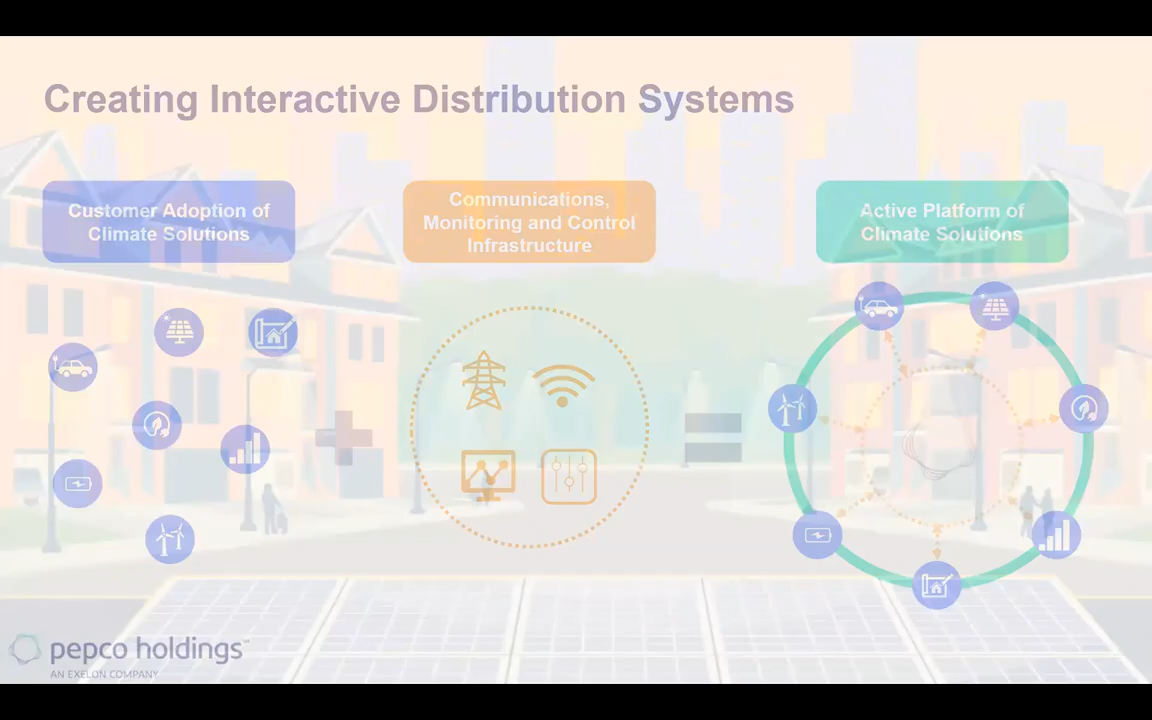 Creating Interactive Distribution Systems
Customer Adoption of
Climate Solutions
Communications,
Monitoring and Control
Infrastructure
Active Platform of
Climate Solutions
pepco holdings
AN EXELON COMPANY